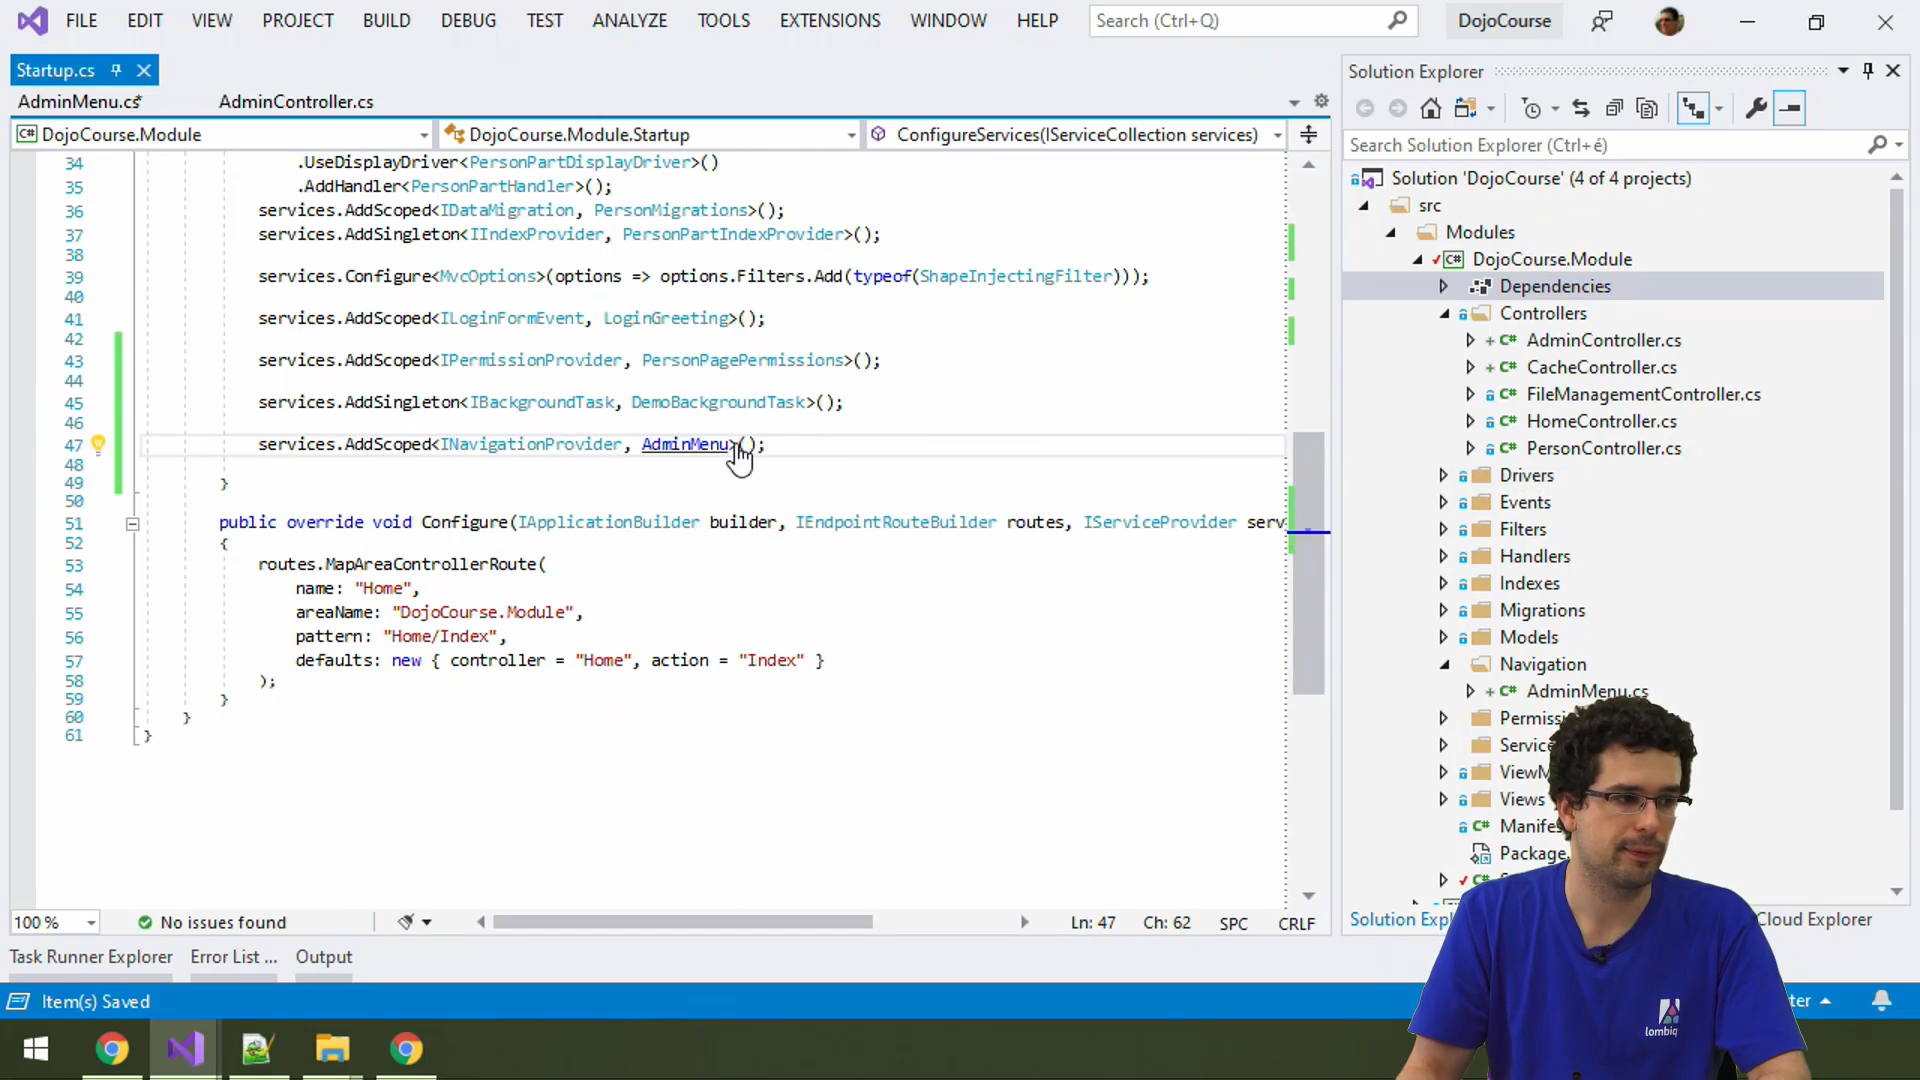 FILE EDIT VIEW PROJECT BUILD DEBUG TEST ANALYZE TOOLS EXTENSIONS WINDOW HELP Search (Ctrl+Q) DojoCourse
Startup.cs
AdminMenu.cs* AdminController.cs
C# DojoCourse.Module DojoCourse.Module.Startup ConfigureServices(IServiceCollection services)
34 .UseDisplayDriver<PersonPartDisplayDriver>()
35 .AddHandler<PersonPartHandler>();
36 services.AddScoped<IDataMigration, PersonMigrations>();
37 services.AddSingleton<IIndexProvider, PersonPartIndexProvider>();
38
39 services.Configure<MvcOptions>(options => options.Filters.Add(typeof(ShapeInjectingFilter)));
40
41 services.AddScoped<ILoginFormEvent, LoginGreeting>();
42
43 services.AddScoped<IPermissionProvider, PersonPagePermissions>();
44
45 services.AddSingleton<IBackgroundTask, DemoBackgroundTask>();
46
47 services.AddScoped<INavigationProvider, AdminMenu>();
48
49 }
50
51 public override void Configure(IApplicationBuilder builder, IEndpointRouteBuilder routes, IServiceProvider serv
52 {
53 routes.MapAreaControllerRoute(
54 name: "Home",
55 areaName: "DojoCourse.Module",
56 pattern: "Home/Index",
57 defaults: new { controller = "Home", action = "Index" }
58 );
59 }
60 }
61 }
100 % No issues found Ln: 47 Ch: 62 SPC CRLF
Task Runner Explorer Error List ... Output
Item(s) Saved
Solution Explorer
Search Solution Explorer (Ctrl+é)
Solution 'DojoCourse' (4 of 4 projects)
src
Modules
C# DojoCourse.Module
Dependencies
Controllers
C# AdminController.cs
C# CacheController.cs
C# FileManagementController.cs
C# HomeController.cs
C# PersonController.cs
Drivers
Events
Filters
Handlers
Indexes
Migrations
Models
Navigation
C# AdminMenu.cs
Permiss
Service
ViewM
Views
C# Manifes
Package.
Solution Expl Cloud Explorer
ter
lombiq